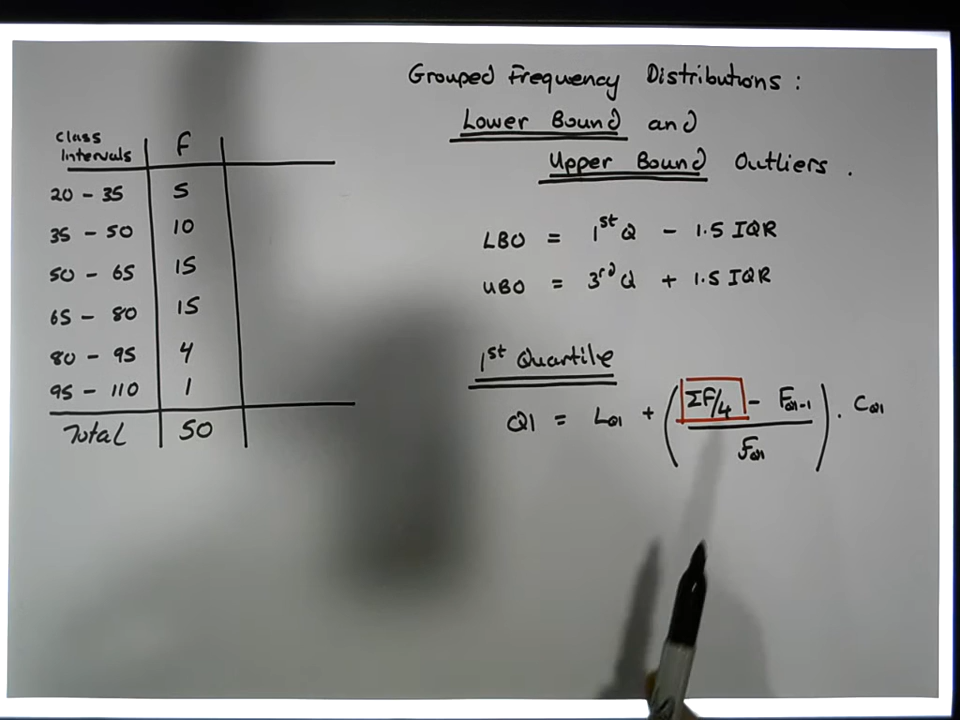 Grouped Frequency Distributions :
Lower Bound and
Upper Bound Outliers .
Class Intervals F
20 - 35 5
35 - 50 10
50 - 65 15
65 - 80 15
80 - 95 4
95 - 110 1
Total 50
LBO = 1st Q - 1.5 IQR
UBO = 3rd Q + 1.5 IQR
1st Quartile
Q1 = LQ1 + ( ΣF/4 - FQ1-1 / FQ1 ) . CQ1